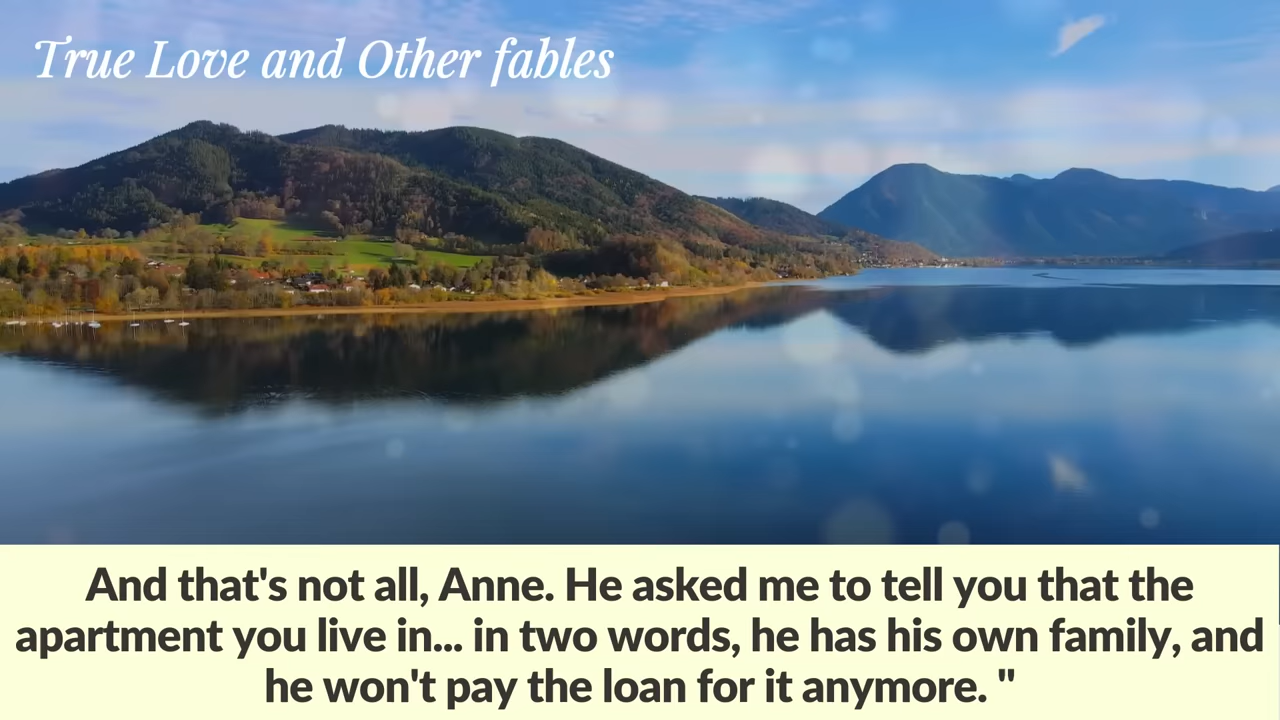 True Love and Other fables
And that's not all, Anne. He asked me to tell you that the
apartment you live in... in two words, he has his own family, and
he won't pay the loan for it anymore. "